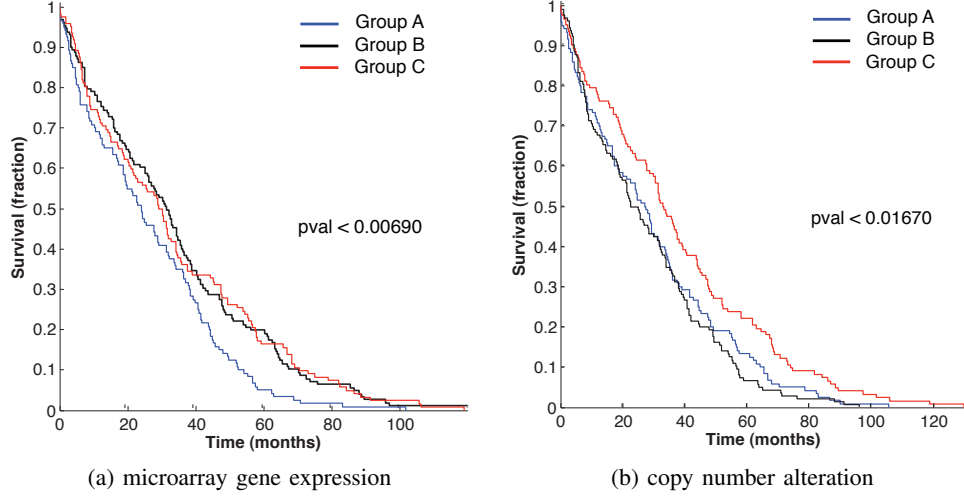 1
0.9
0.8
0.7
0.6
0.5
0.4
0.3
0.2
0.1
0
Survival (fraction)
Group A
Group B
Group C
pval < 0.00690
0 20 40 60 80 100
Time (months)
(a) microarray gene expression
1
0.9
0.8
0.7
0.6
0.5
0.4
0.3
0.2
0.1
0
Survival (fraction)
Group A
Group B
Group C
pval < 0.01670
0 20 40 60 80 100 120
Time (months)
(b) copy number alteration